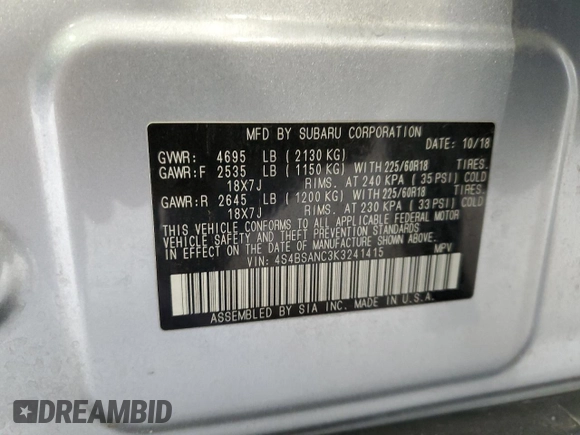 MFD BY SUBARU CORPORATION
DATE: 10/18
GVWR: 4695 LB ( 2130 KG)
GAWR:F 2535 LB ( 1150 KG) WITH 225/60R18 TIRES.
18X7J RIMS. AT 240 KPA ( 35 PSI) COLD
GAWR:R 2645 LB ( 1200 KG) WITH 225/60R18 TIRES.
18X7J RIMS. AT 230 KPA ( 33 PSI) COLD
THIS VEHICLE CONFORMS TO ALL APPLICABLE FEDERAL MOTOR
VEHICLE SAFETY AND THEFT PREVENTION STANDARDS
IN EFFECT ON THE DATE OF MANUFACTURE SHOWN ABOVE.
VIN: 4S4BSANC3K3241415 MPV
ASSEMBLED BY SIA INC. MADE IN U.S.A.
DREAMBID